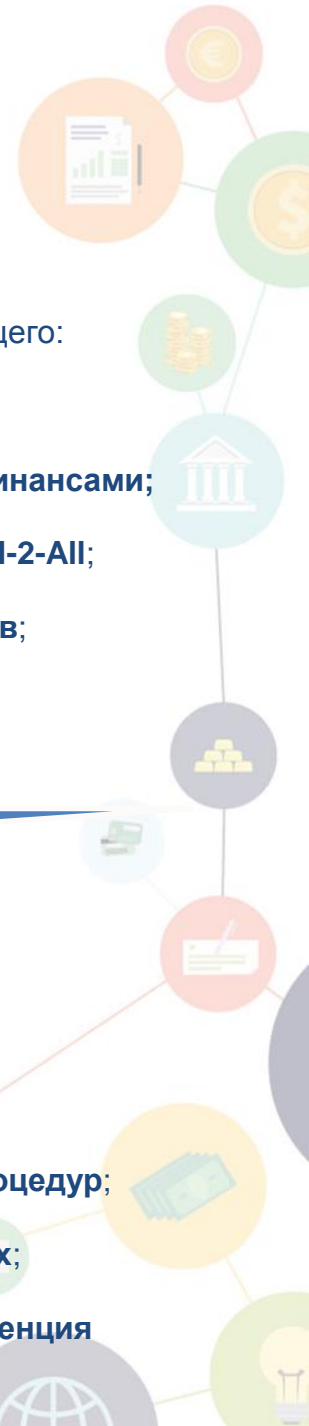 щего:
инансами;
l-2-All;
в;
оцедур;
х;
енция